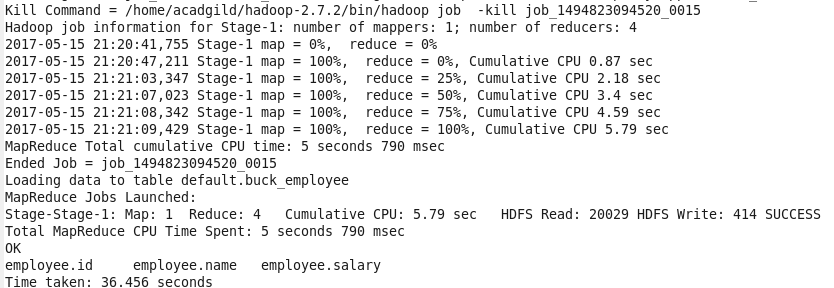 Kill Command = /home/acadgild/hadoop-2.7.2/bin/hadoop job  -kill job_1494823094520_0015
Hadoop job information for Stage-1: number of mappers: 1; number of reducers: 4
2017-05-15 21:20:41,755 Stage-1 map = 0%,  reduce = 0%
2017-05-15 21:20:47,211 Stage-1 map = 100%,  reduce = 0%, Cumulative CPU 0.87 sec
2017-05-15 21:21:03,347 Stage-1 map = 100%,  reduce = 25%, Cumulative CPU 2.18 sec
2017-05-15 21:21:07,023 Stage-1 map = 100%,  reduce = 50%, Cumulative CPU 3.4 sec
2017-05-15 21:21:08,342 Stage-1 map = 100%,  reduce = 75%, Cumulative CPU 4.59 sec
2017-05-15 21:21:09,429 Stage-1 map = 100%,  reduce = 100%, Cumulative CPU 5.79 sec
MapReduce Total cumulative CPU time: 5 seconds 790 msec
Ended Job = job_1494823094520_0015
Loading data to table default.buck_employee
MapReduce Jobs Launched:
Stage-Stage-1: Map: 1  Reduce: 4   Cumulative CPU: 5.79 sec   HDFS Read: 20029 HDFS Write: 414 SUCCESS
Total MapReduce CPU Time Spent: 5 seconds 790 msec
OK
employee.id     employee.name   employee.salary
Time taken: 36.456 seconds